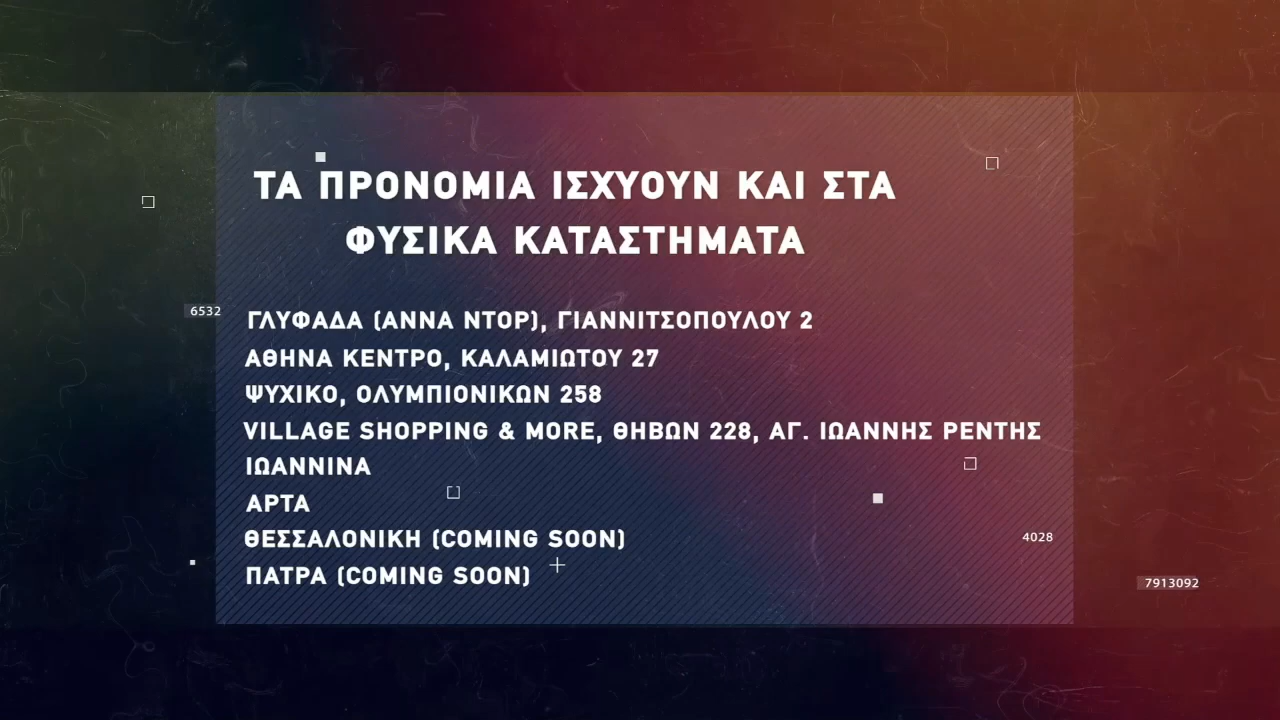 ΤΑ ΠΡΟΝΟΜΙΑ ΙΣΧΥΟΥΝ ΚΑΙ ΣΤΑ
ΦΥΣΙΚΑ ΚΑΤΑΣΤΗΜΑΤΑ
6532
ΓΛΥΦΑΔΑ (ΑΝΝΑ ΝΤΟΡ), ΓΙΑΝΝΙΤΣΟΠΟΥΛΟΥ 2
ΑΘΗΝΑ ΚΕΝΤΡΟ, ΚΑΛΑΜΙΩΤΟΥ 27
ΨΥΧΙΚΟ, ΟΛΥΜΠΙΟΝΙΚΩΝ 258
VILLAGE SHOPPING & MORE, ΘΗΒΩΝ 228, ΑΓ. ΙΩΑΝΝΗΣ ΡΕΝΤΗΣ
ΙΩΑΝΝΙΝΑ
ΑΡΤΑ
ΘΕΣΣΑΛΟΝΙΚΗ (COMING SOON)
4028
ΠΑΤΡΑ (COMING SOON)
7913092